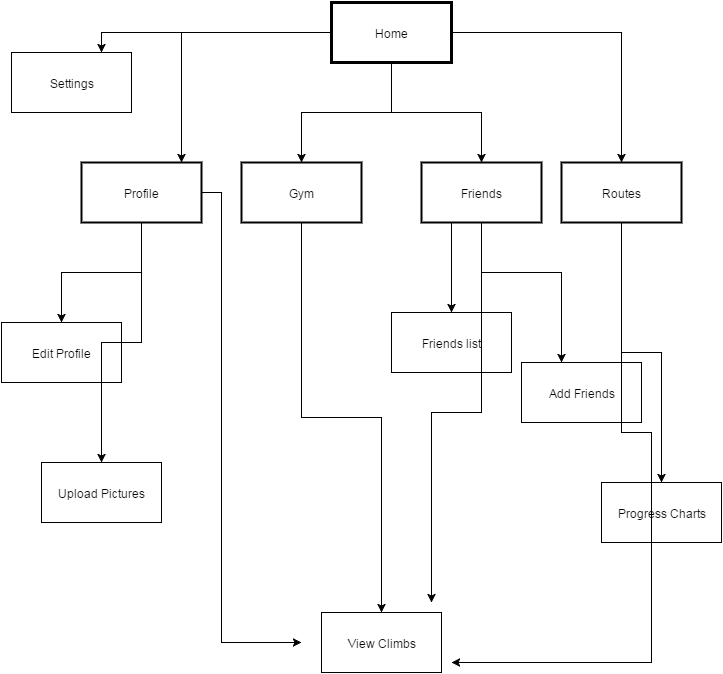 Home
Settings
Profile
Gym
Friends
Routes
Friends list
Edit Profile
Add Friends
Upload Pictures
Progress Charts
View Climbs